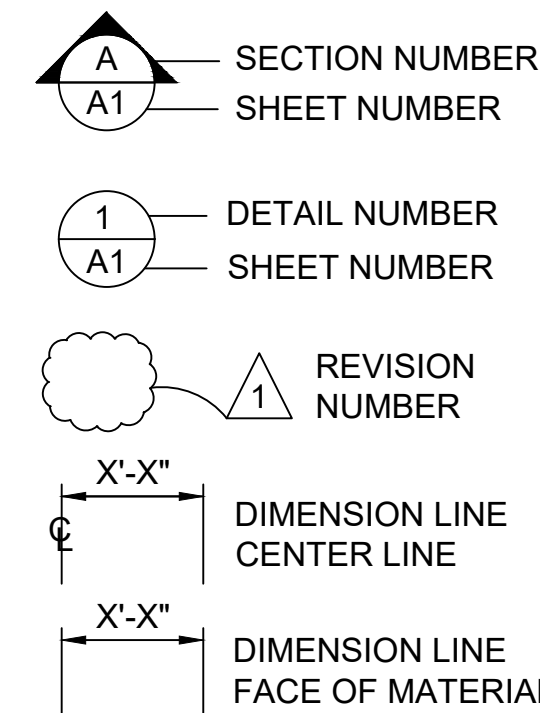 A SECTION NUMBER
A1 SHEET NUMBER
1 DETAIL NUMBER
A1 SHEET NUMBER
REVISION
1 NUMBER
X'-X"
DIMENSION LINE
℄ CENTER LINE
X'-X"
DIMENSION LINE
FACE OF MATERIAL